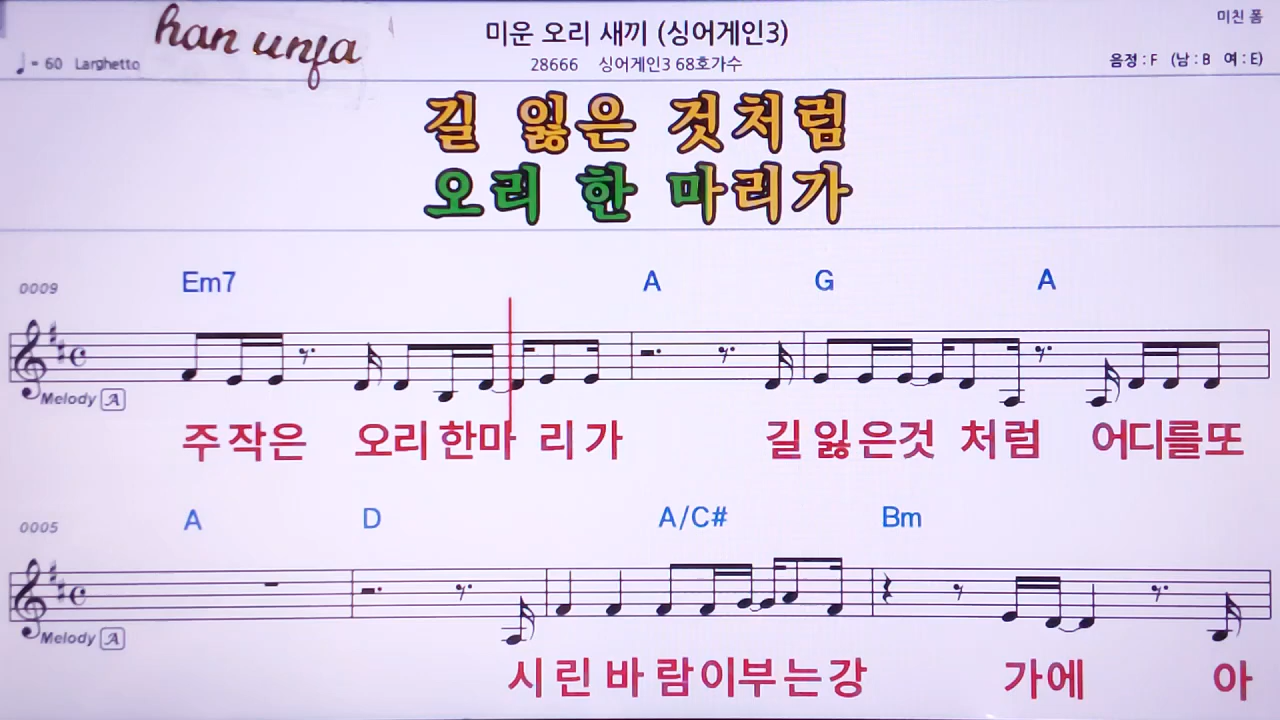 han unfa
미운 오리 새끼 (싱어게인3)
미친 폼
♩= 60 Larghetto
28666 싱어게인3 68호가수
음정 : F (남 : B 여 : E)
길 잃은 것처럼
오리 한 마리가
0009 Em7 A G A
Melody A
주작은 오리한마 리가 길잃은것 처럼 어디를또
0005 A D A/C# Bm
Melody A
시린바람이부는강 가에 아